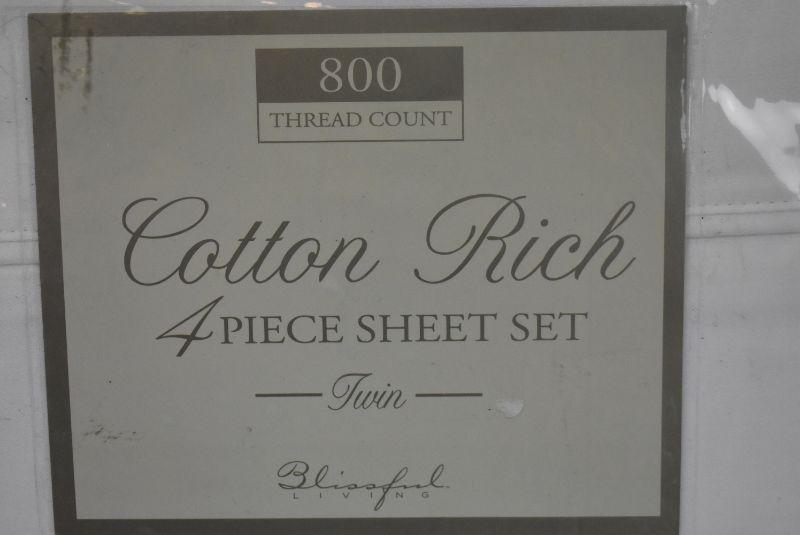 800
THREAD COUNT
Cotton Rich
4 PIECE SHEET SET
Twin
Blissful
LIVING